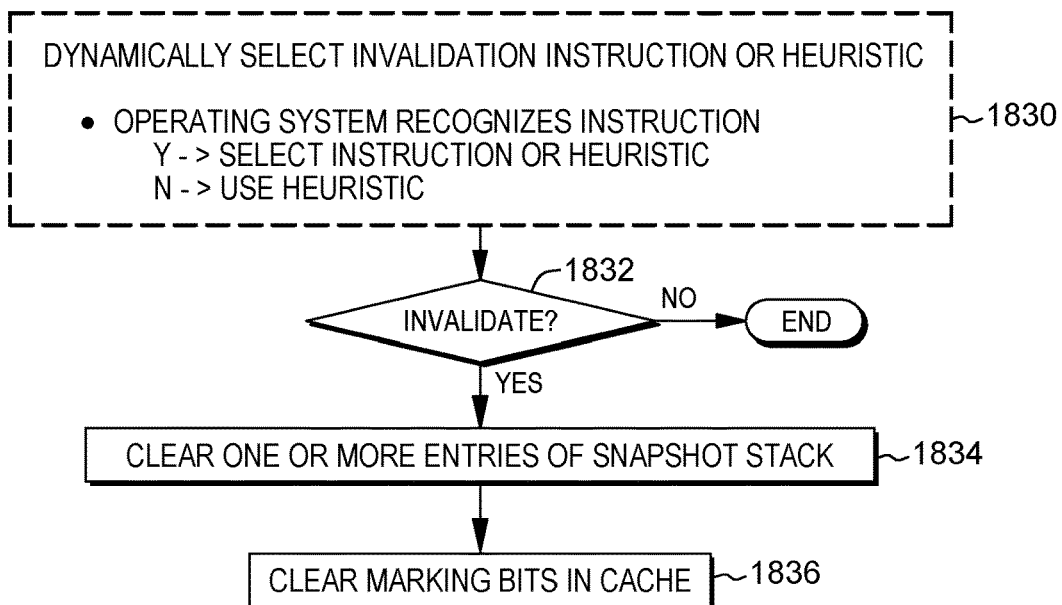 DYNAMICALLY SELECT INVALIDATION INSTRUCTION OR HEURISTIC
• OPERATING SYSTEM RECOGNIZES INSTRUCTION
Y - > SELECT INSTRUCTION OR HEURISTIC
N - > USE HEURISTIC
1830
1832
INVALIDATE?
NO
END
YES
CLEAR ONE OR MORE ENTRIES OF SNAPSHOT STACK
1834
CLEAR MARKING BITS IN CACHE
1836